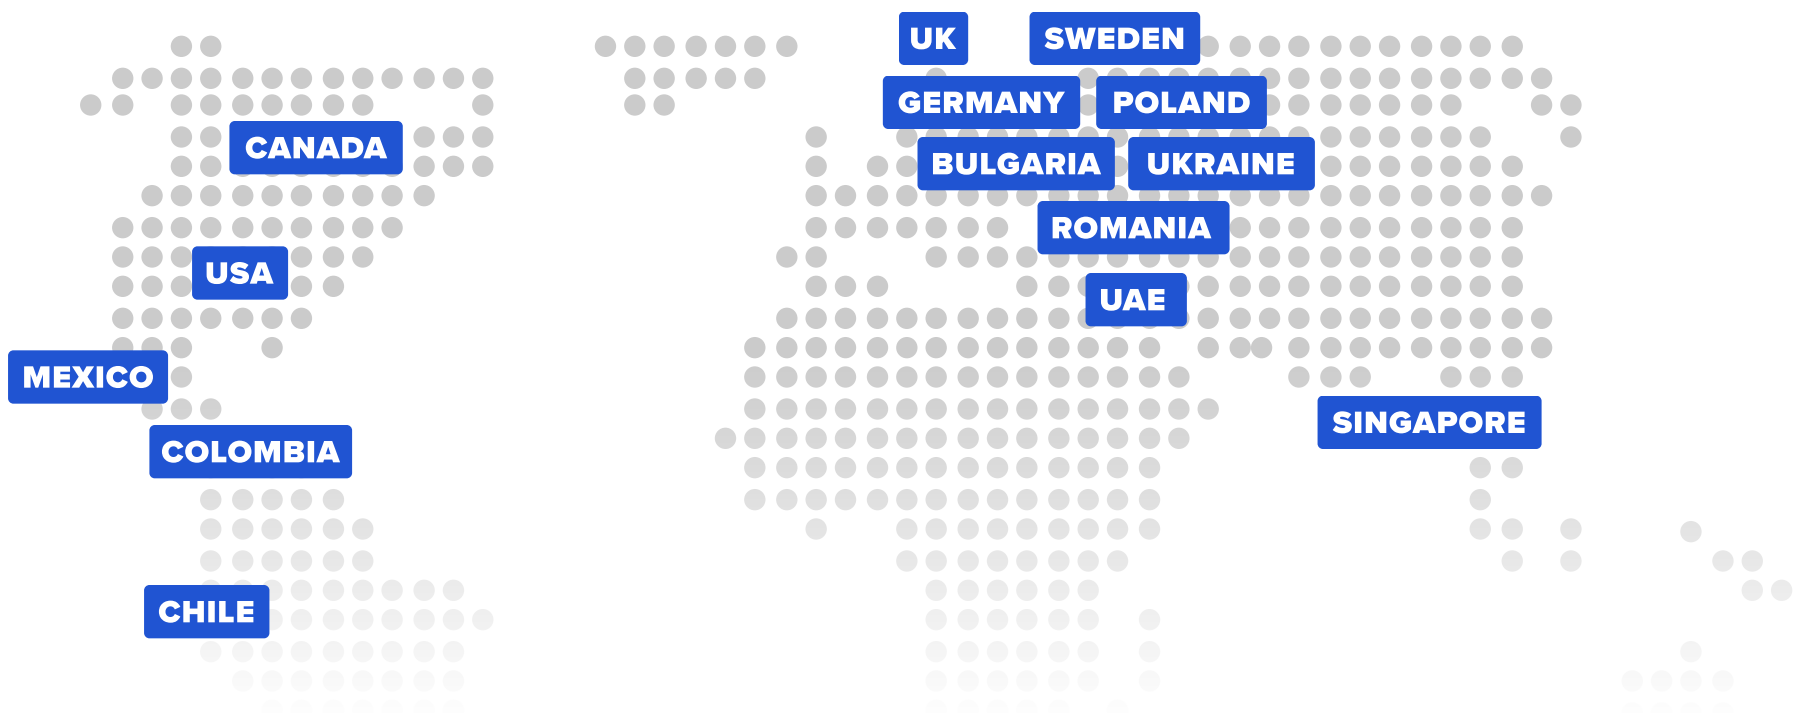 UK
SWEDEN
GERMANY
POLAND
CANADA
BULGARIA
UKRAINE
ROMANIA
USA
UAE
MEXICO
SINGAPORE
COLOMBIA
CHILE